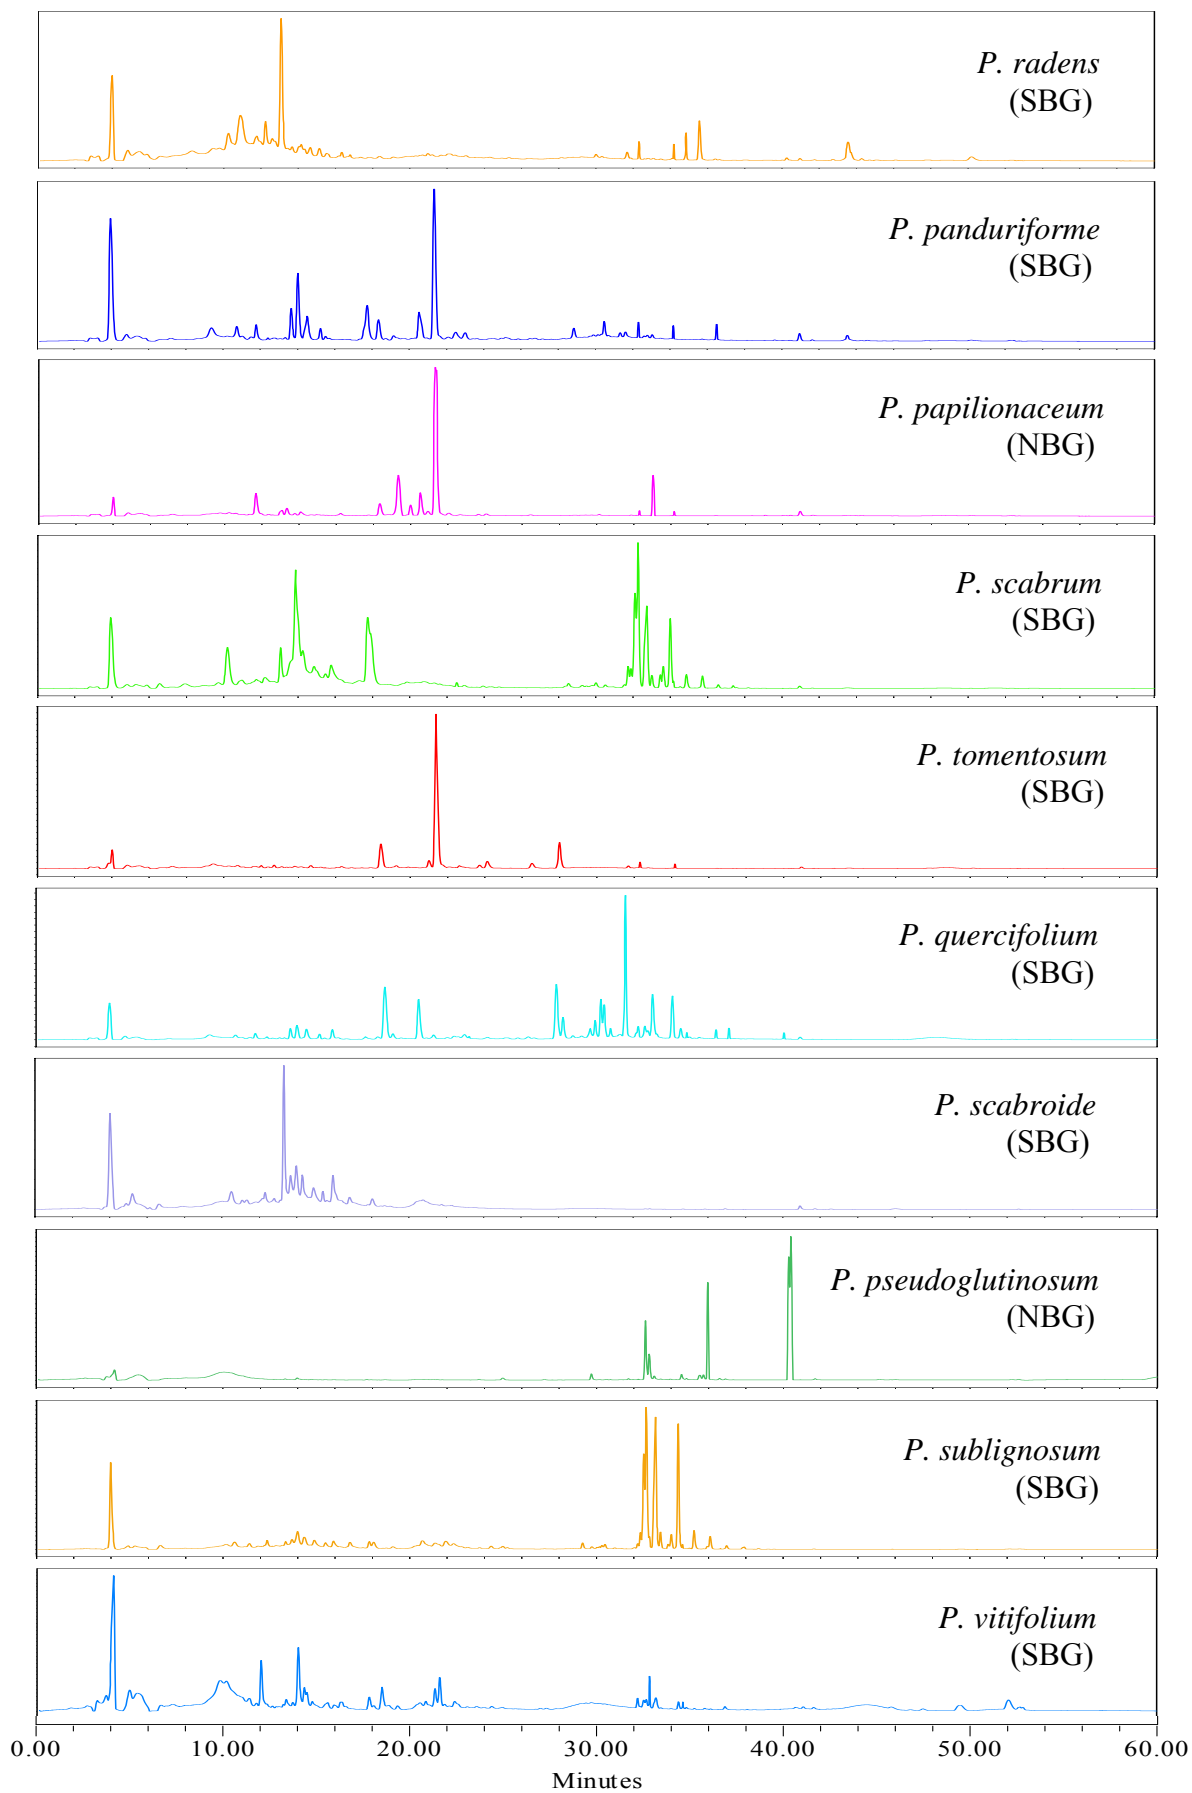 P. radens
(SBG)
P. panduriforme
(SBG)
P. papilionaceum
(NBG)
P. scabrum
(SBG)
P. tomentosum
(SBG)
P. quercifolium
(SBG)
P. scabroide
(SBG)
P. pseudoglutinosum
(NBG)
P. sublignosum
(SBG)
P. vitifolium
(SBG)
0.00 10.00 20.00 30.00 40.00 50.00 60.00
Minutes